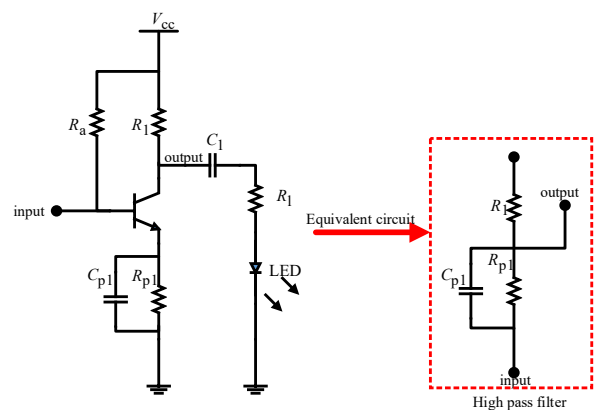 Vcc
Ra
R1
C1
output
R1
input
Cp1
Rp1
LED
Equivalent circuit
R1
output
Rp1
Cp1
input
High pass filter